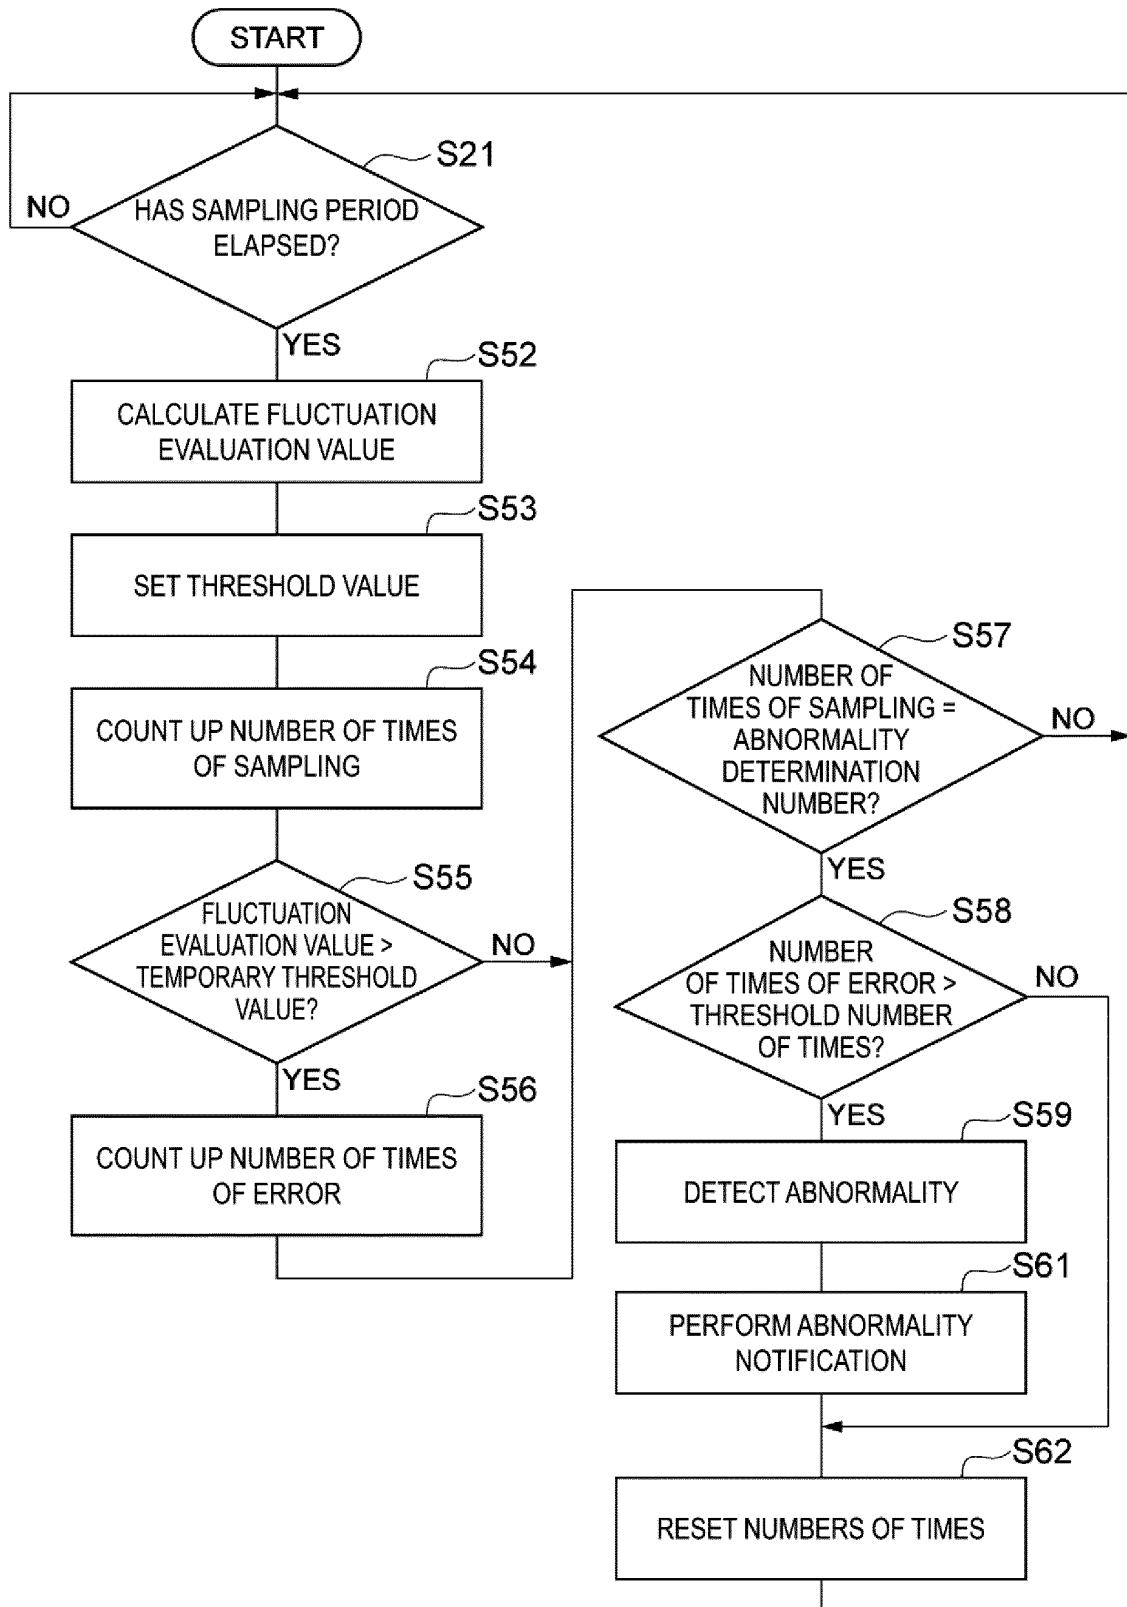 START
S21
NO
HAS SAMPLING PERIOD
ELAPSED?
YES
S52
CALCULATE FLUCTUATION
EVALUATION VALUE
S53
SET THRESHOLD VALUE
S54
COUNT UP NUMBER OF TIMES
OF SAMPLING
S55
FLUCTUATION
EVALUATION VALUE >
TEMPORARY THRESHOLD
VALUE?
NO
YES
S56
COUNT UP NUMBER OF TIMES
OF ERROR
S57
NUMBER OF
TIMES OF SAMPLING =
ABNORMALITY
DETERMINATION
NUMBER?
NO
YES
S58
NUMBER
OF TIMES OF ERROR >
THRESHOLD NUMBER
OF TIMES?
NO
YES
S59
DETECT ABNORMALITY
S61
PERFORM ABNORMALITY
NOTIFICATION
S62
RESET NUMBERS OF TIMES